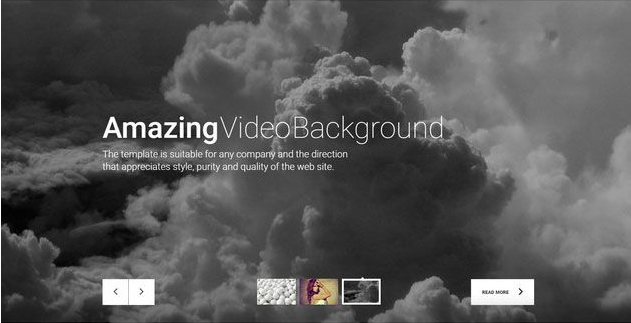 AmazingVideoBackground
The template is suitable for any company and the direction
that appreciates style, purity and quality of the web site.
READ MORE